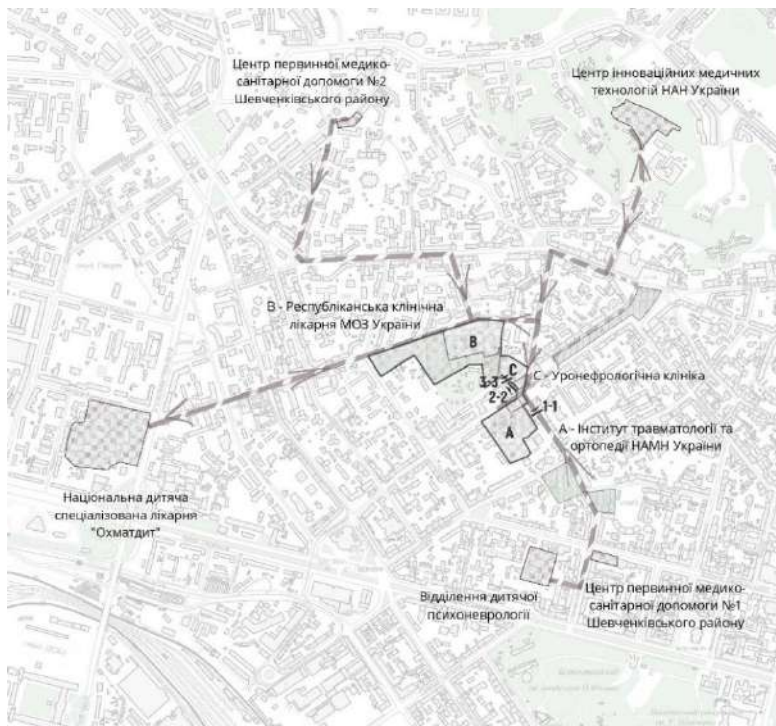 Центр первинної медико-
санітарної допомоги №2
Шевченківського району
Центр інноваційних медичних
технологій НАН України
В - Республіканська клінічна
лікарня МОЗ України
В
С
3-3
2-2
С - Уронефрологічна клініка
1-1
А
А - Інститут травматології та
ортопедії НАМН України
Національна дитяча
спеціалізована лікарня
"Охматдит"
Відділення дитячої
психоневрології
Центр первинної медико-
санітарної допомоги №1
Шевченківського району